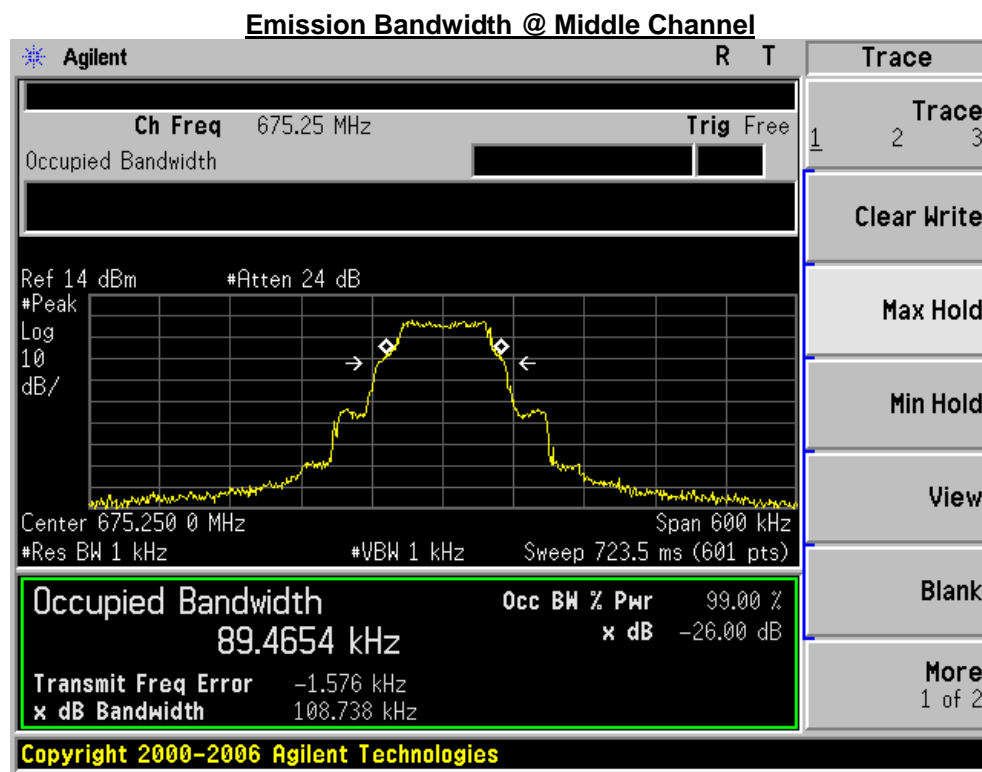 Emission Bandwidth @ Middle Channel
Agilent R T Trace
Ch Freq 675.25 MHz Trig Free
Occupied Bandwidth
Trace
1 2 3
Clear Write
Max Hold
Min Hold
View
Blank
More
1 of 2
Ref 14 dBm #Atten 24 dB
#Peak
Log
10
dB/
Center 675.250 0 MHz Span 600 kHz
#Res BW 1 kHz #VBW 1 kHz Sweep 723.5 ms (601 pts)
Occupied Bandwidth Occ BW % Pwr 99.00 %
89.4654 kHz x dB -26.00 dB
Transmit Freq Error -1.576 kHz
x dB Bandwidth 108.738 kHz
Copyright 2000-2006 Agilent Technologies